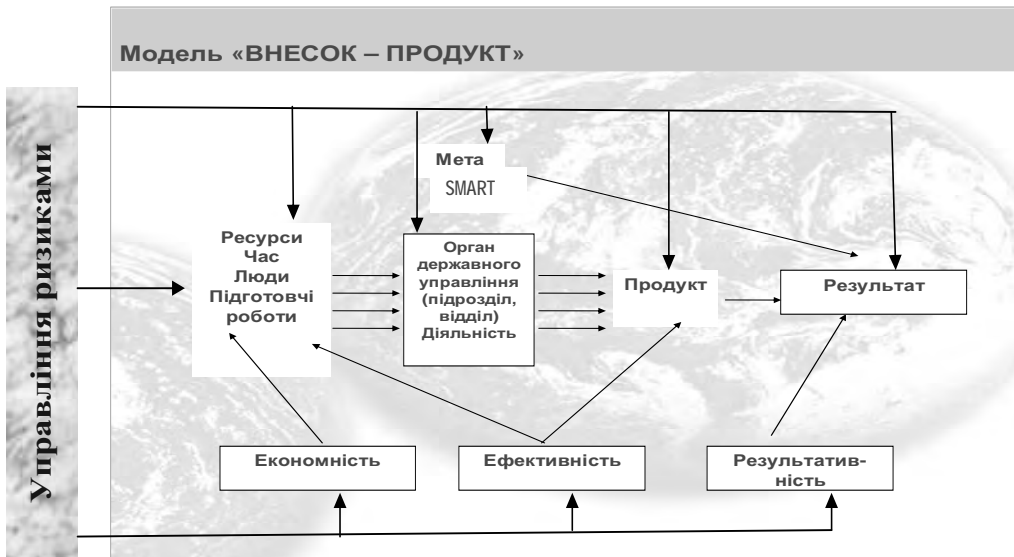 Модель «ВНЕСОК – ПРОДУКТ»
Управління ризиками
Мета
SMART
Ресурси
Час
Люди
Підготовчі
роботи
Орган
державного
управління
(підрозділ,
відділ)
Діяльність
Продукт
Результат
Економність
Ефективність
Результатив-
ність